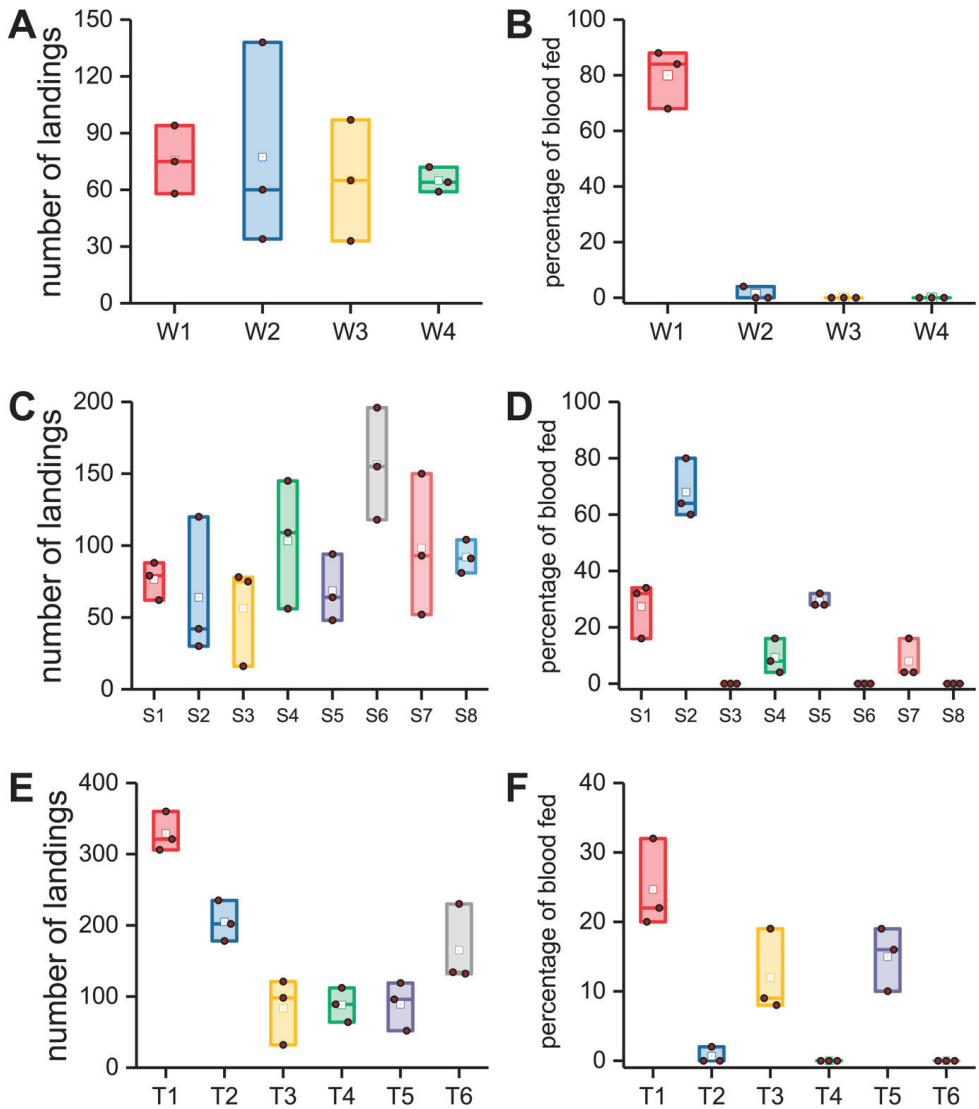 A
number of landings
150
120
90
60
30
0
W1 W2 W3 W4
B
percentage of blood fed
100
80
60
40
20
0
W1 W2 W3 W4
C
number of landings
200
150
100
50
0
S1 S2 S3 S4 S5 S6 S7 S8
D
percentage of blood fed
100
80
60
40
20
0
S1 S2 S3 S4 S5 S6 S7 S8
E
number of landings
400
300
200
100
0
T1 T2 T3 T4 T5 T6
F
percentage of blood fed
40
30
20
10
0
T1 T2 T3 T4 T5 T6